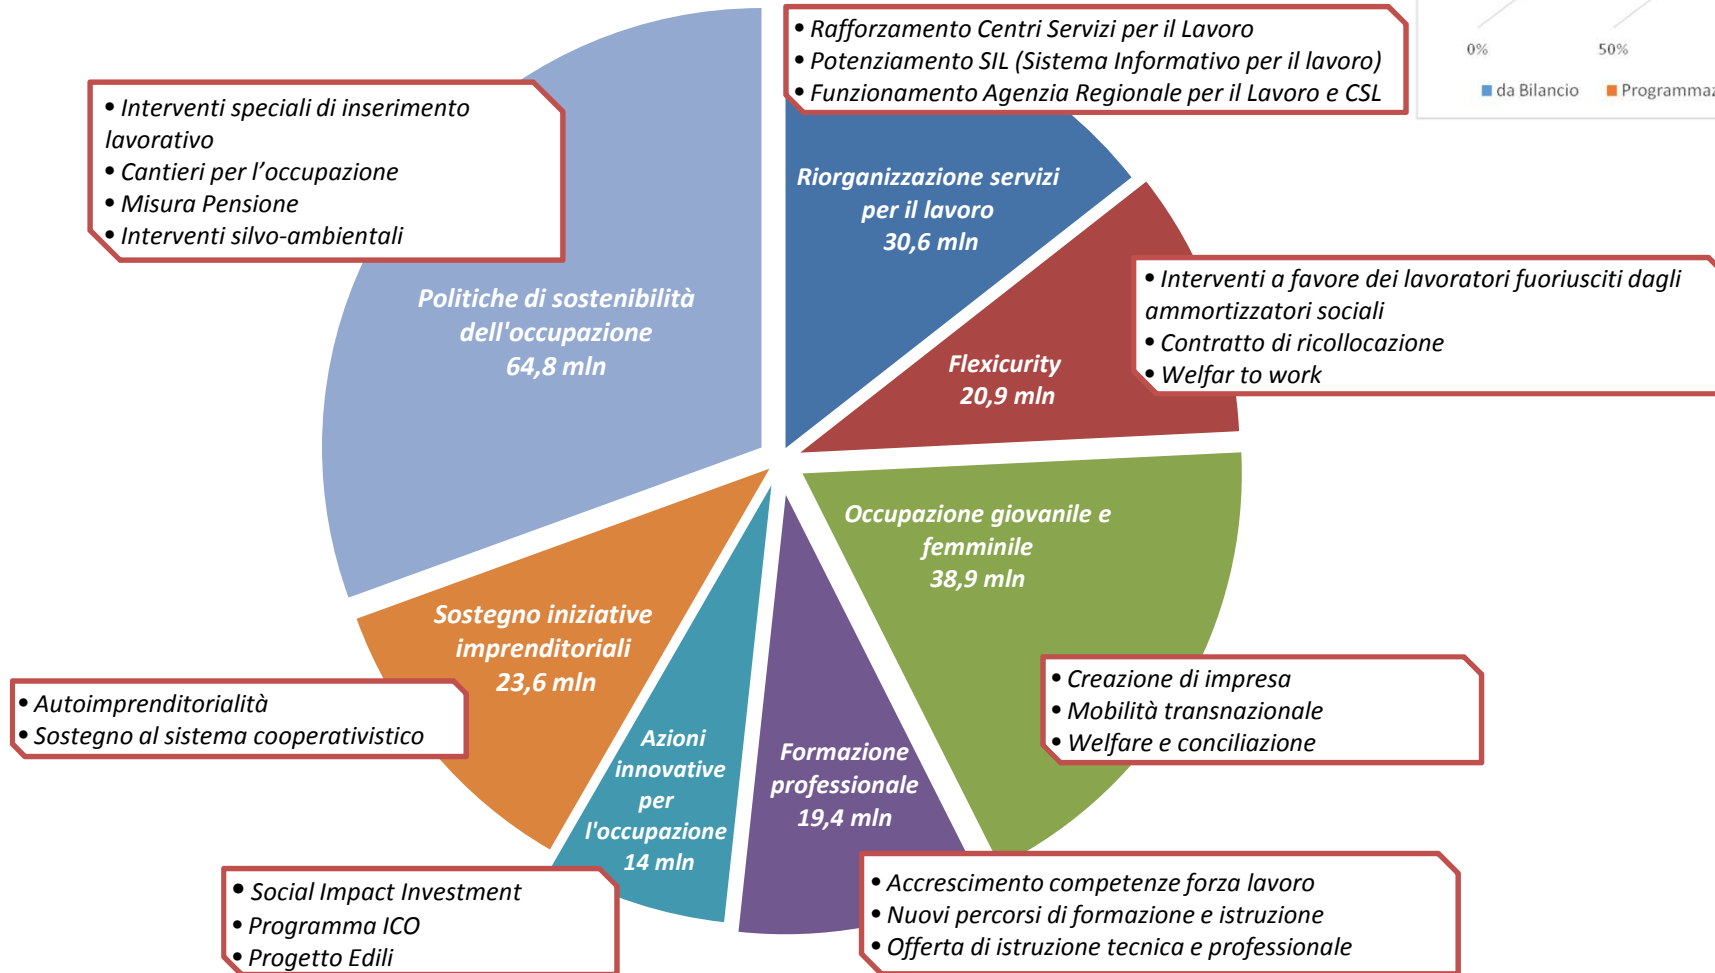 • Rafforzamento Centri Servizi per il Lavoro
• Potenziamento SIL (Sistema Informativo per il lavoro)
• Funzionamento Agenzia Regionale per il Lavoro e CSL
0%
50%
da Bilancio
• Interventi speciali di inserimento
lavorativo
• Cantieri per l'occupazione
• Misura Pensione
• Interventi silvo-ambientali
Riorganizzazione servizi
per il lavoro
30,6 mln
• Interventi a favore dei lavoratori fuoriusciti dagli
ammortizzatori sociali
• Contratto di ricollocazione
• Welfar to work
Politiche di sostenibilità
dell'occupazione
64,8 mln
Flexicurity
20,9 mln
Occupazione giovanile e
femminile
38,9 mln
Sostegno iniziative
imprenditoriali
23,6 mln
• Creazione di impresa
• Mobilità transnazionale
• Welfare e conciliazione
• Autoimprenditorialità
• Sostegno al sistema cooperativistico
Azioni
innovative
per
l'occupazione
14 mln
Formazione
professionale
19,4 mln
• Social Impact Investment
• Programma ICO
• Progetto Edili
• Accrescimento competenze forza lavoro
• Nuovi percorsi di formazione e istruzione
• Offerta di istruzione tecnica e professionale